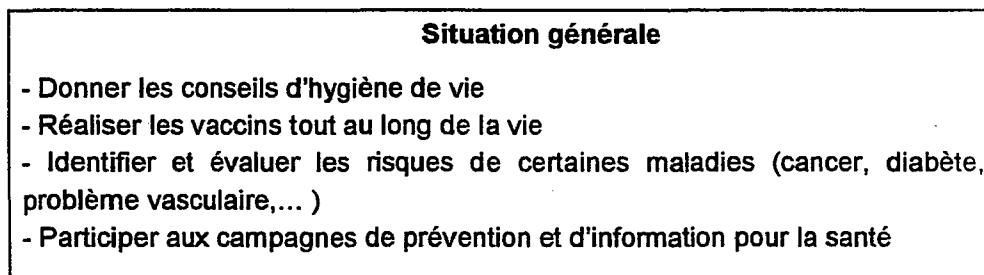 Situation générale
- Donner les conseils d'hygiène de vie
- Réaliser les vaccins tout au long de la vie
- Identifier et évaluer les risques de certaines maladies (cancer, diabète,
problème vasculaire,... )
- Participer aux campagnes de prévention et d'information pour la santé